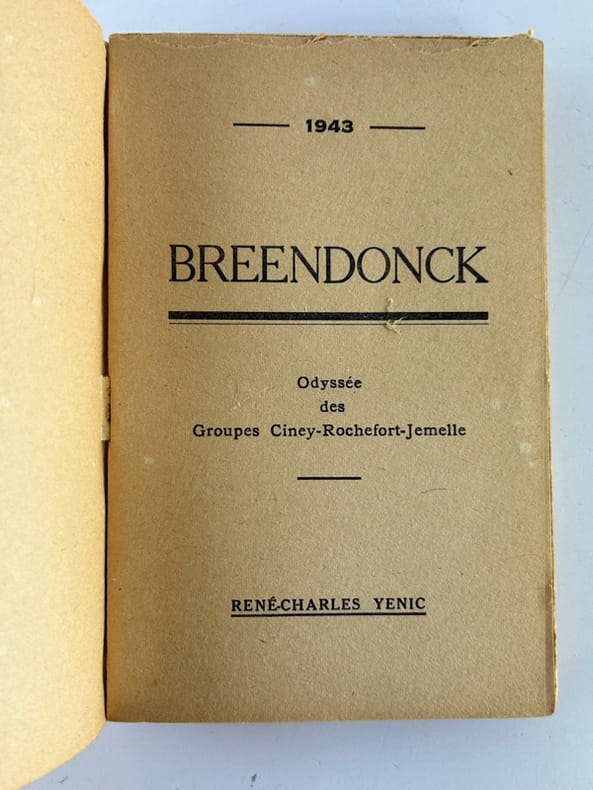 1943
BREENDONCK
Odyssée
des
Groupes Ciney-Rochefort-Jemelle
RENÉ-CHARLES YENIC